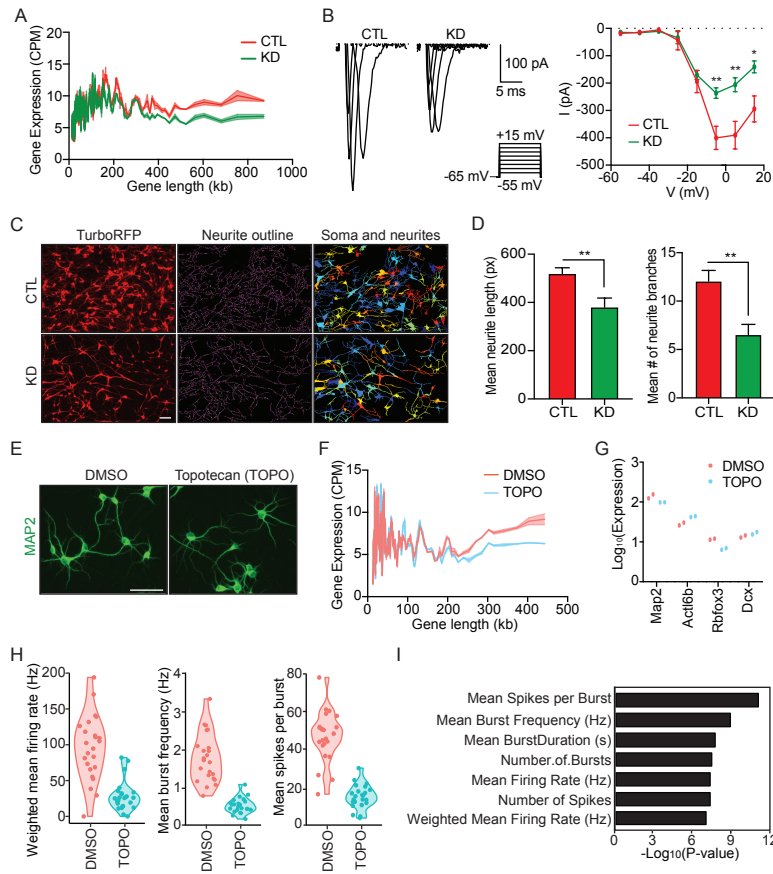 A
Gene Expression (CPM)
20
15
10
5
0
0 200 400 600 800 1000
Gene length (kb)
CTL
KD
B
CTL KD
100 pA
5 ms
+15 mV
-65 mV
-55 mV
I (pA)
0
-100
-200
-300
-400
-500
-60 -40 -20 0 20
V (mV)
** ** *
CTL
KD
C
TurboRFP Neurite outline Soma and neurites
CTL
KD
D
Mean neurite length (px)
600
400
200
0
**
CTL KD
Mean # of neurite branches
10
5
0
**
CTL KD
E
DMSO Topotecan (TOPO)
MAP2
F
Gene Expression (CPM)
15
10
5
0
0 100 200 300 400 500
Gene length (kb)
DMSO
TOPO
G
Log10(Expression)
3
2
1
0
DMSO
TOPO
Map2 Actl6b Rbfox3 Dcx
H
Weighted mean firing rate (Hz)
200
150
100
50
0
DMSO TOPO
Mean burst frequency (Hz)
4
3
2
1
0
DMSO TOPO
Mean spikes per burst
80
60
40
20
0
DMSO TOPO
I
Mean Spikes per Burst
Mean Burst Frequency (Hz)
Mean BurstDuration (s)
Number.of.Bursts
Mean Firing Rate (Hz)
Number of Spikes
Weighted Mean Firing Rate (Hz)
0 3 6 9 12
-Log10(P-value)